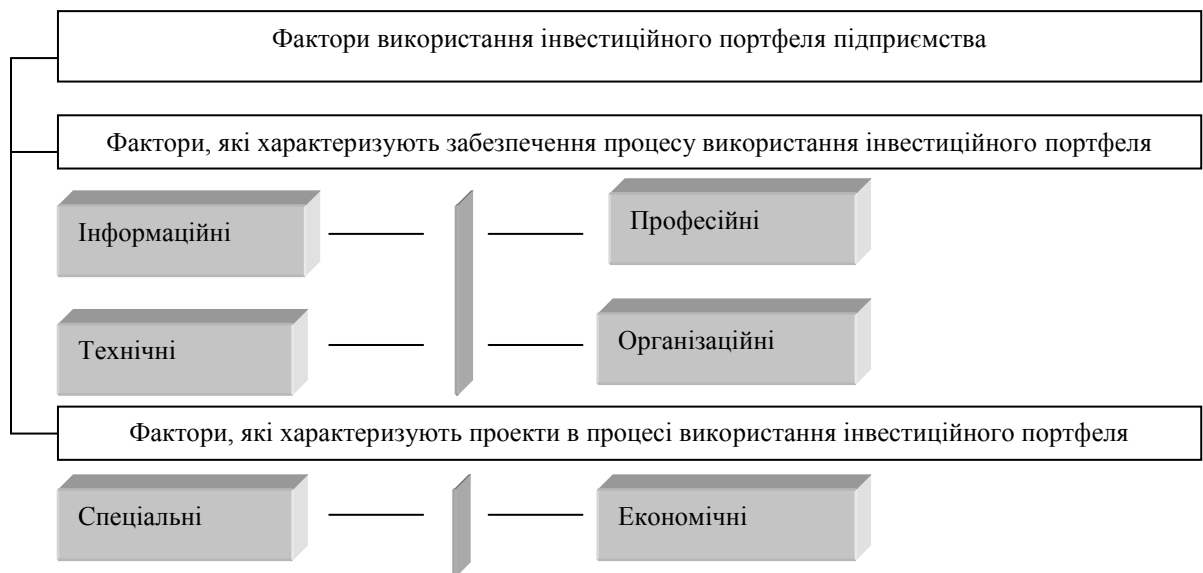 Фактори використання інвестиційного портфеля підприємства
Фактори, які характеризують забезпечення процесу використання інвестиційного портфеля
Інформаційні
Професійні
Технічні
Організаційні
Фактори, які характеризують проекти в процесі використання інвестиційного портфеля
Спеціальні
Економічні